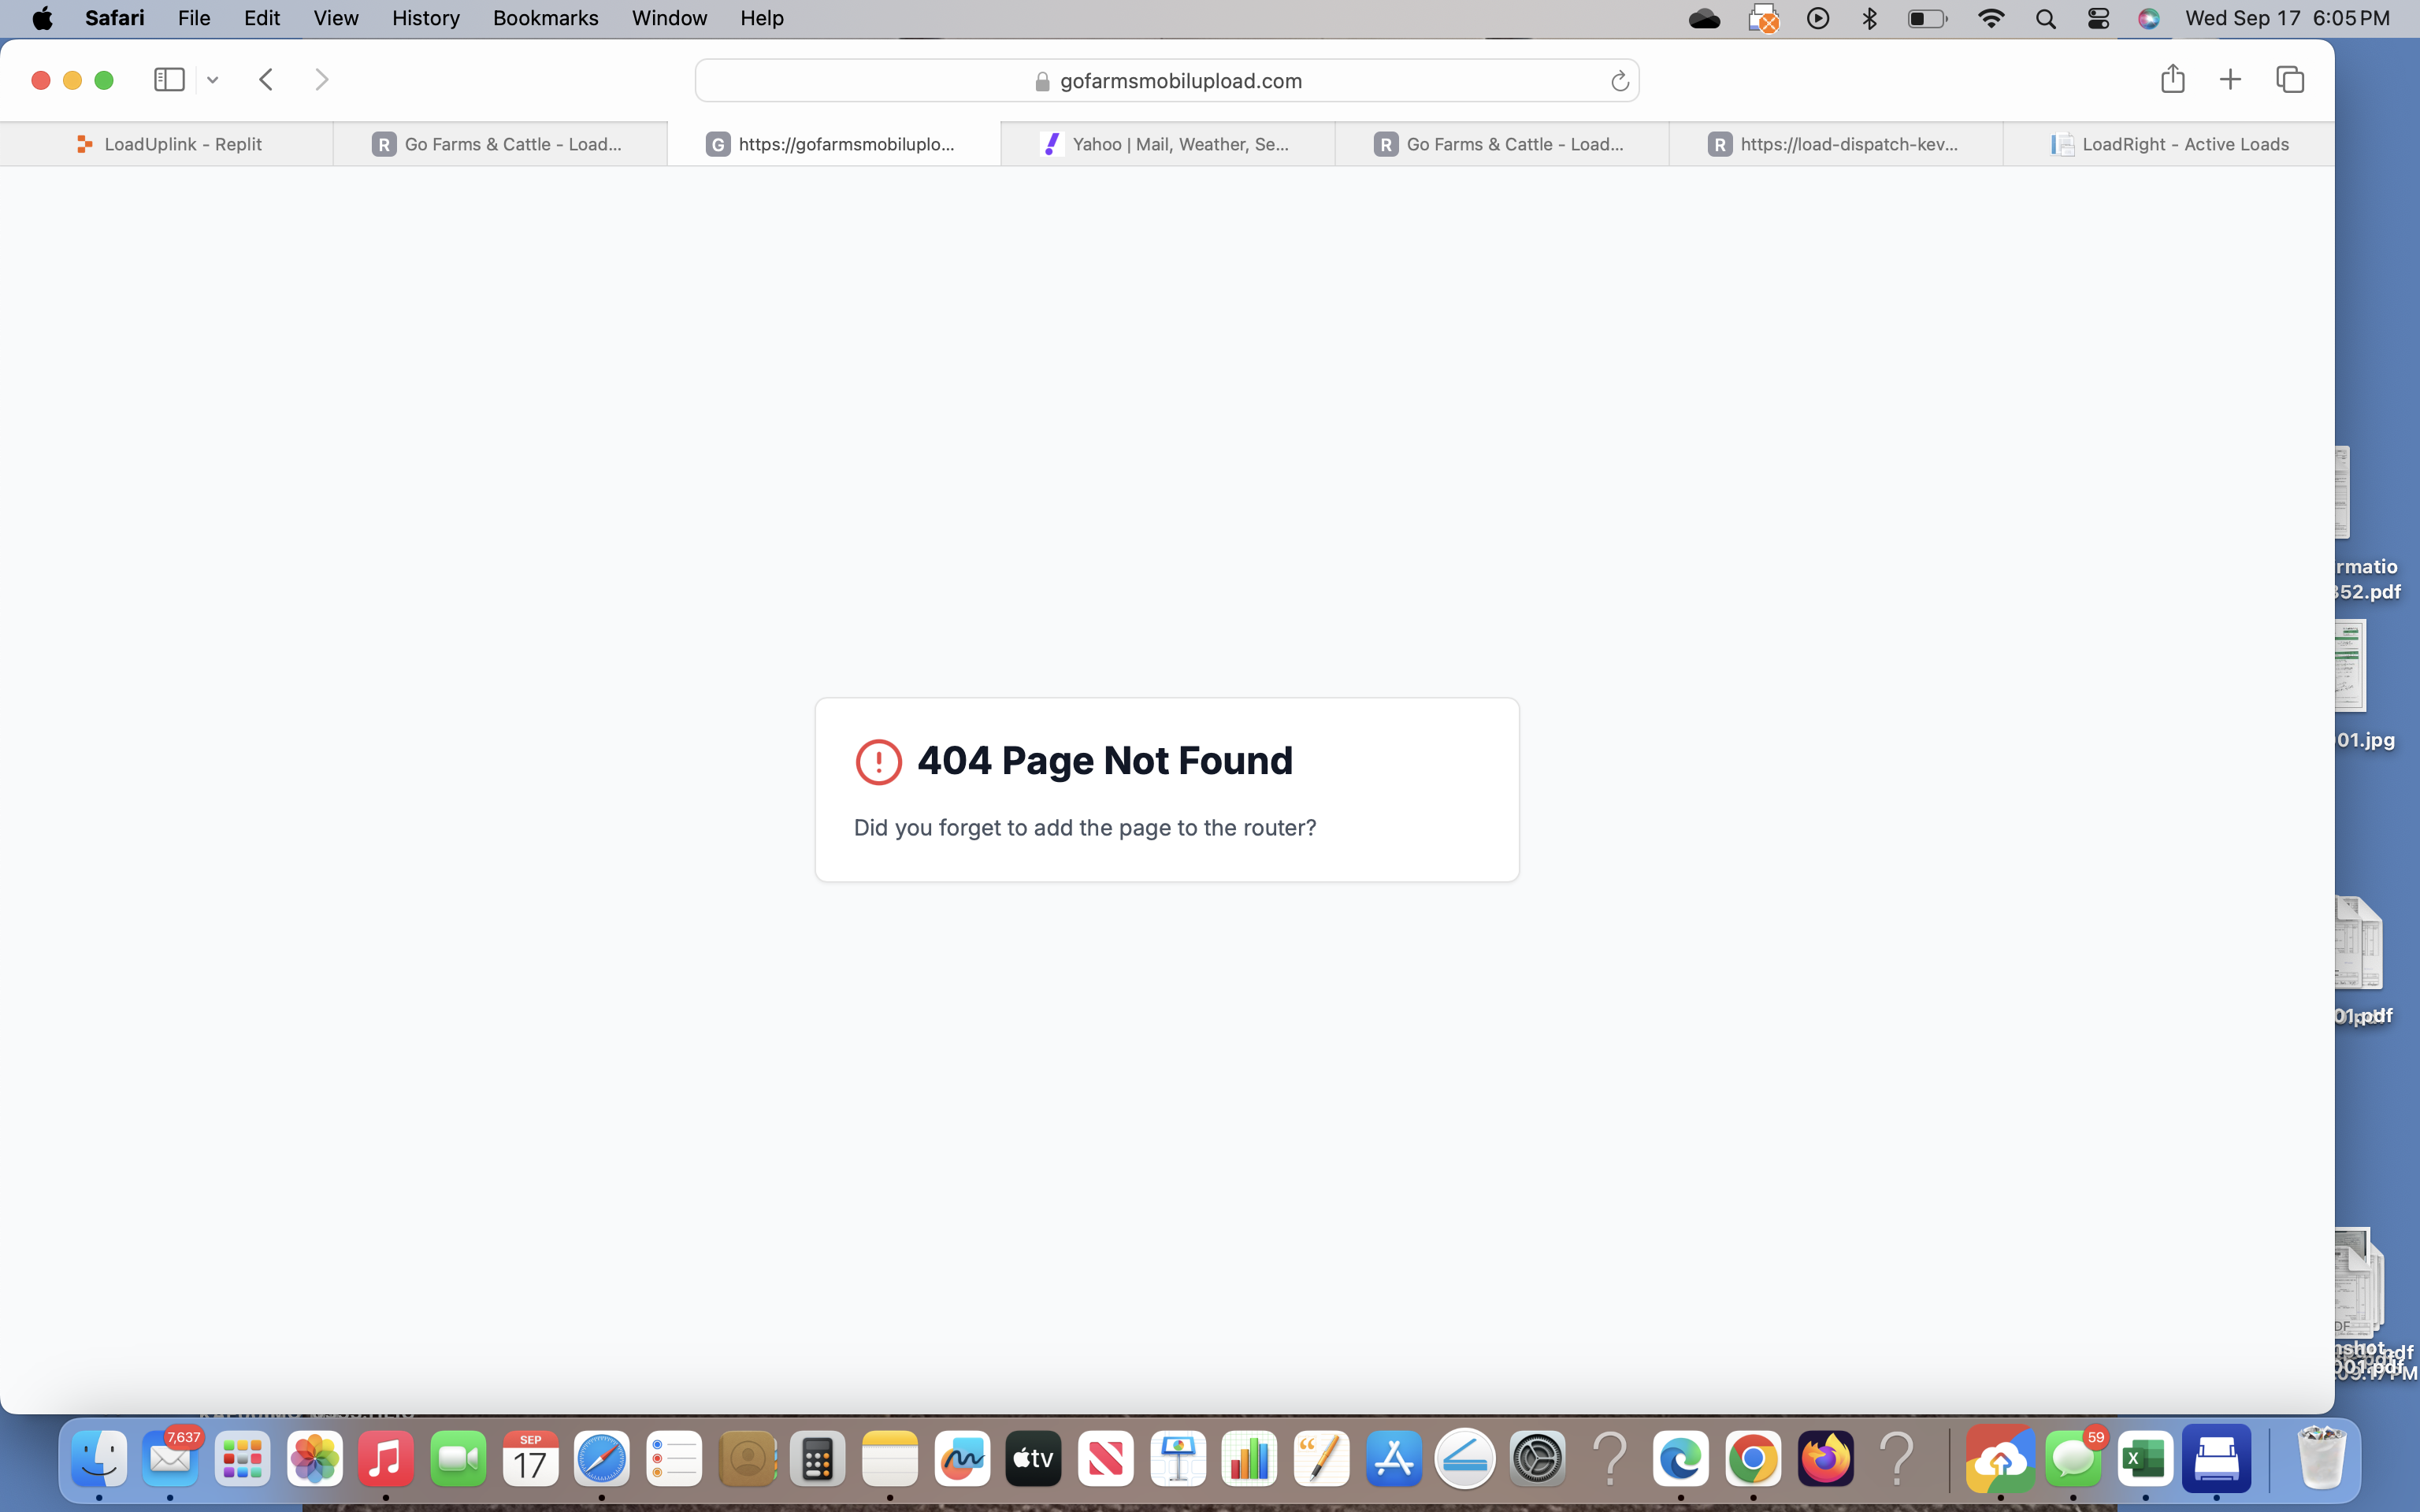 Safari File Edit View History Bookmarks Window Help Wed Sep 17 6:05 PM
gofarmsmobilupload.com
LoadUplink - Replit
R Go Farms & Cattle - Load...
G https://gofarmsmobiluplo...
Yahoo | Mail, Weather, Se...
R Go Farms & Cattle - Load...
R https://load-dispatch-kev...
LoadRight - Active Loads
404 Page Not Found
Did you forget to add the page to the router?
rmatio
352.pdf
01.jpg
01.pdf
7,637
SEP
17
tv
59
X